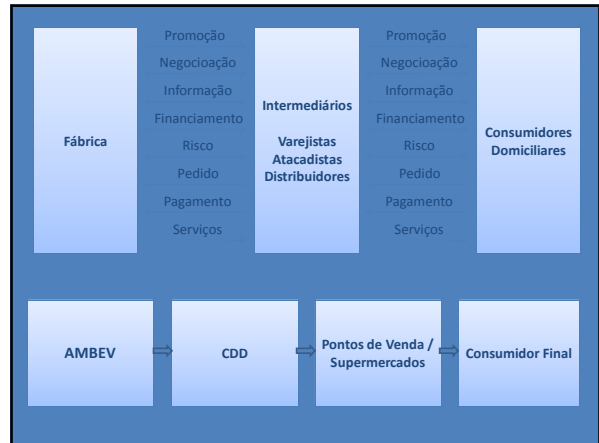 Fábrica
Promoção
Negocioação
Informação
Financiamento
Risco
Pedido
Pagamento
Serviços
Intermediários
Varejistas
Atacadistas
Distribuidores
Promoção
Negocioação
Informação
Financiamento
Risco
Pedido
Pagamento
Serviços
Consumidores
Domiciliares
AMBEV
CDD
Pontos de Venda /
Supermercados
Consumidor Final